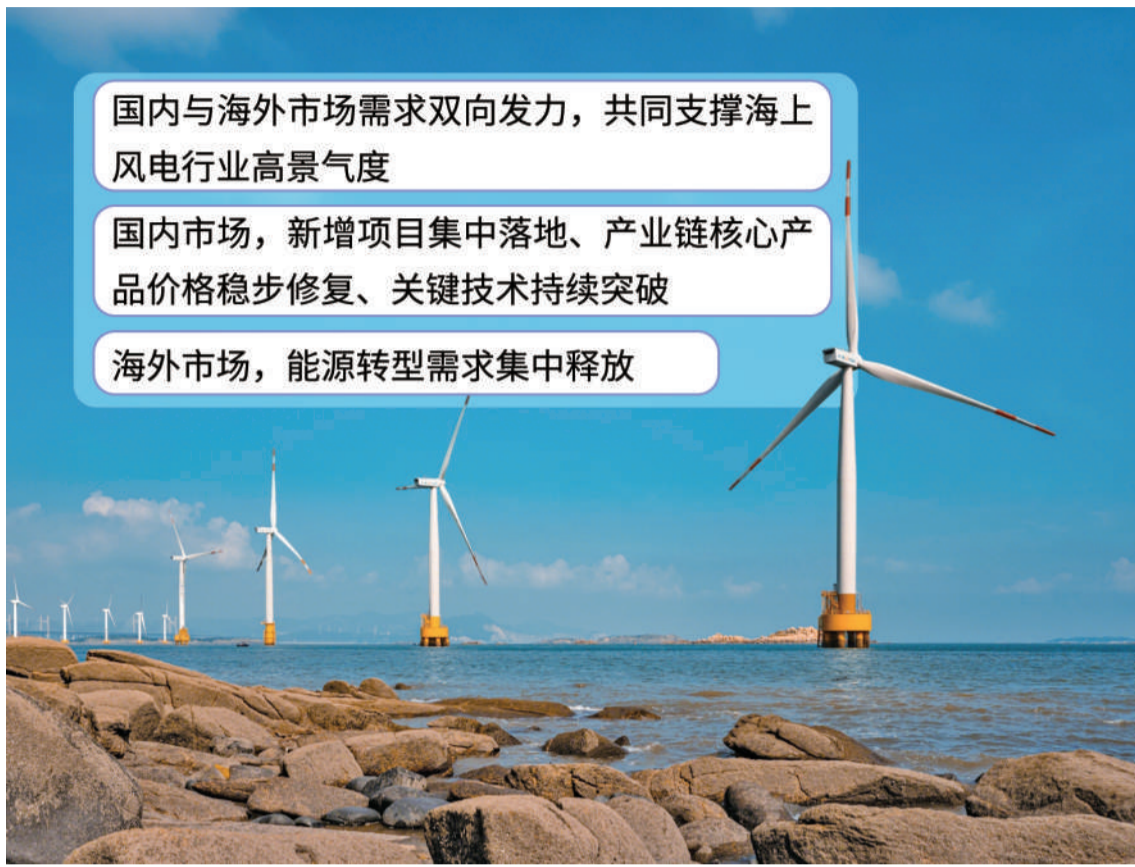 国内与海外市场需求双向发力，共同支撑海上
风电行业高景气度
国内市场，新增项目集中落地、产业链核心产
品价格稳步修复、关键技术持续突破
海外市场，能源转型需求集中释放